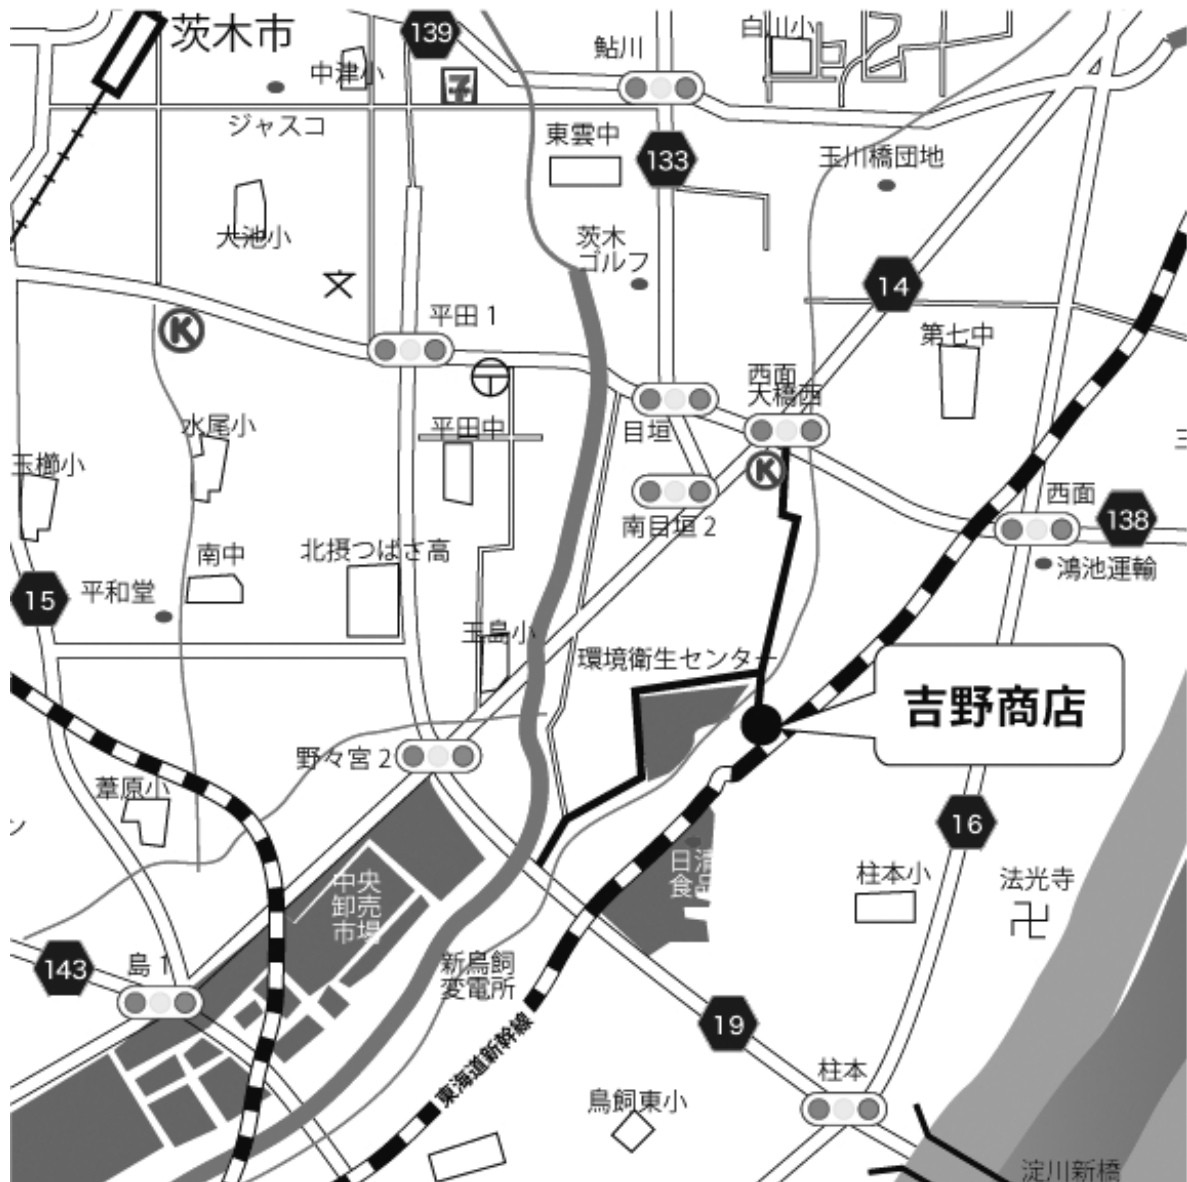 茨木市
139
鮎川
白川小
中津小
ジャスコ
東雲中
133
玉川橋団地
大池小
茨木
ゴルフ
文
14
平田1
K
第七中
西面
大橋西
水尾小
平田中
目垣
玉櫛小
K
西面
138
南目垣2
南中
北摂つばさ高
鴻池運輸
15
平和堂
玉島小
環境衛生センター
吉野商店
野々宮2
葦原小
16
日清
食品
柱本小
法光寺
卍
中央
卸売
市場
143
島1
新鳥飼
変電所
19
東海道新幹線
柱本
鳥飼東小
淀川新橋